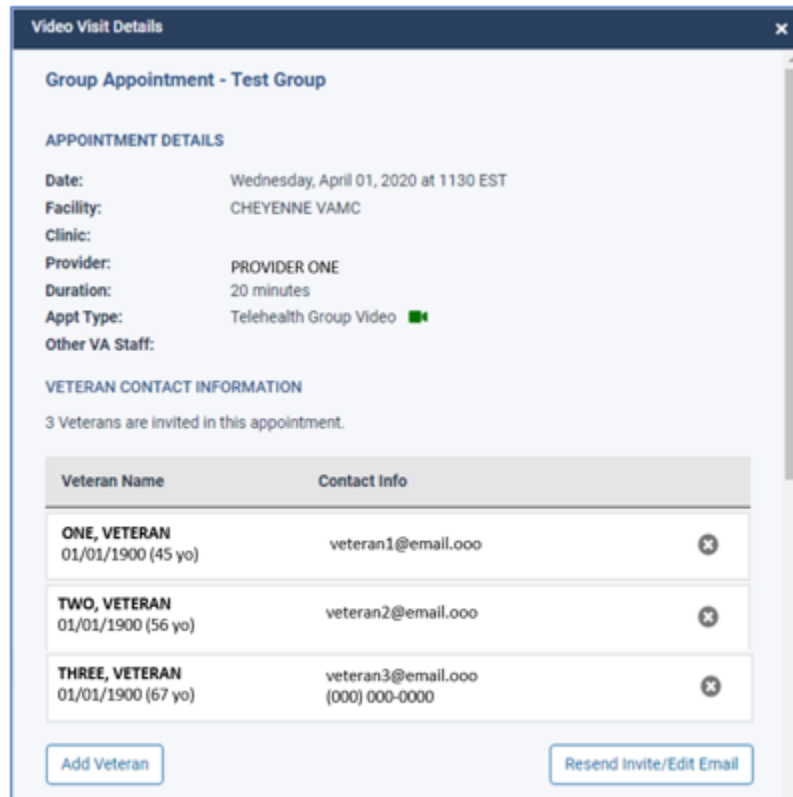 Video Visit Details
Group Appointment - Test Group
APPOINTMENT DETAILS
Date: Wednesday, April 01, 2020 at 1130 EST
Facility: CHEYENNE VAMC
Clinic:
Provider: PROVIDER ONE
Duration: 20 minutes
Appt Type: Telehealth Group Video
Other VA Staff:
VETERAN CONTACT INFORMATION
3 Veterans are invited in this appointment.
Veteran Name Contact Info
ONE, VETERAN
01/01/1900 (45 yo) veteran1@email.ooo
TWO, VETERAN
01/01/1900 (56 yo) veteran2@email.ooo
THREE, VETERAN veteran3@email.ooo
01/01/1900 (67 yo) (000) 000-0000
Add Veteran Resend Invite/Edit Email